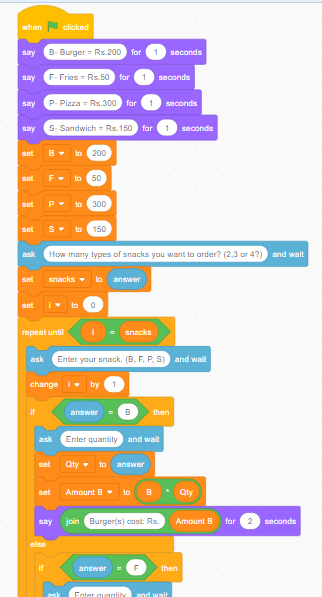 when clicked
say B- Burger = Rs.200 for 1 seconds
say F- Fries = Rs.50 for 1 seconds
say P- Pizza = Rs.300 for 1 seconds
say S- Sandwich = Rs.150 for 1 seconds
set B to 200
set F to 50
set P to 300
set S to 150
ask How many types of snacks you want to order? (2,3 or 4?) and wait
set snacks to answer
set i to 0
repeat until i = snacks
ask Enter your snack. (B, F, P, S) and wait
change i by 1
if answer = B then
ask Enter quantity and wait
set Qty to answer
set Amount B to B * Qty
say join Burger(s) cost: Rs. Amount B for 2 seconds
else
if answer = F then
ask Enter quantity and wait